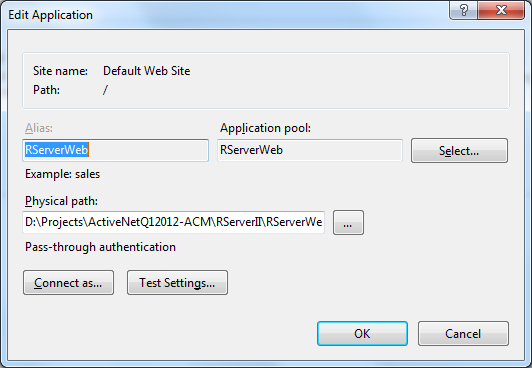 Edit Application
Site name: Default Web Site
Path: /
Alias: Application pool:
RServerWeb RServerWeb Select...
Example: sales
Physical path:
D:\Projects\ActiveNetQ12012-ACM\RServerII\RServerWe ...
Pass-through authentication
Connect as... Test Settings...
OK Cancel